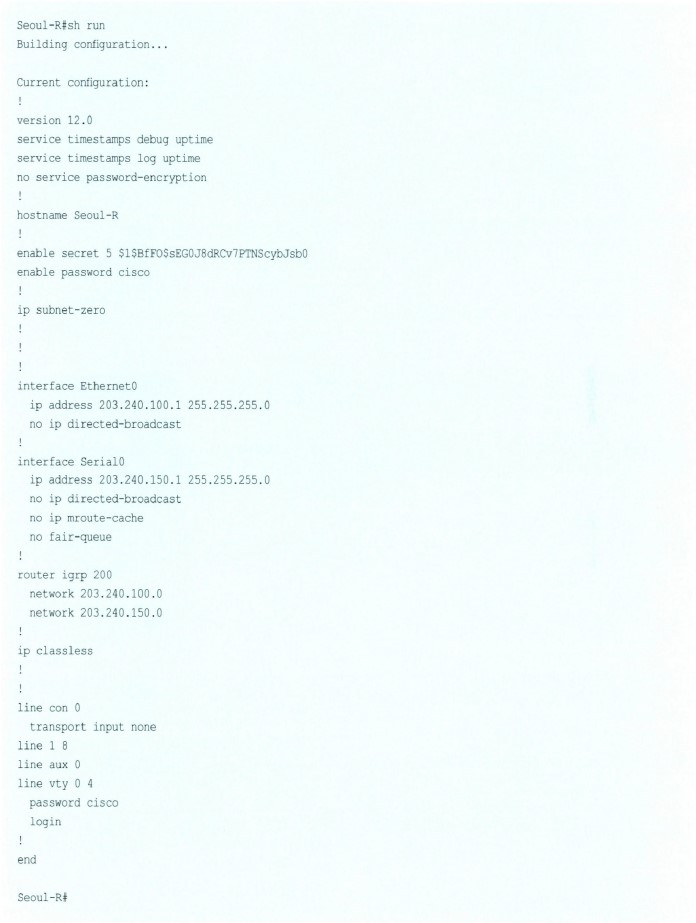 Seoul-R#sh run
Building configuration...
Current configuration:
!
version 12.0
service timestamps debug uptime
service timestamps log uptime
no service password-encryption
!
hostname Seoul-R
!
enable secret 5 $1$BfFO$sEG0J8dRCv7PTNScybJsb0
enable password cisco
!
ip subnet-zero
!
!
!
interface Ethernet0
ip address 203.240.100.1 255.255.255.0
no ip directed-broadcast
!
interface Serial0
ip address 203.240.150.1 255.255.255.0
no ip directed-broadcast
no ip mroute-cache
no fair-queue
!
router igrp 200
network 203.240.100.0
network 203.240.150.0
!
ip classless
!
!
line con 0
transport input none
line 1 8
line aux 0
line vty 0 4
password cisco
login
!
end
Seoul-R#